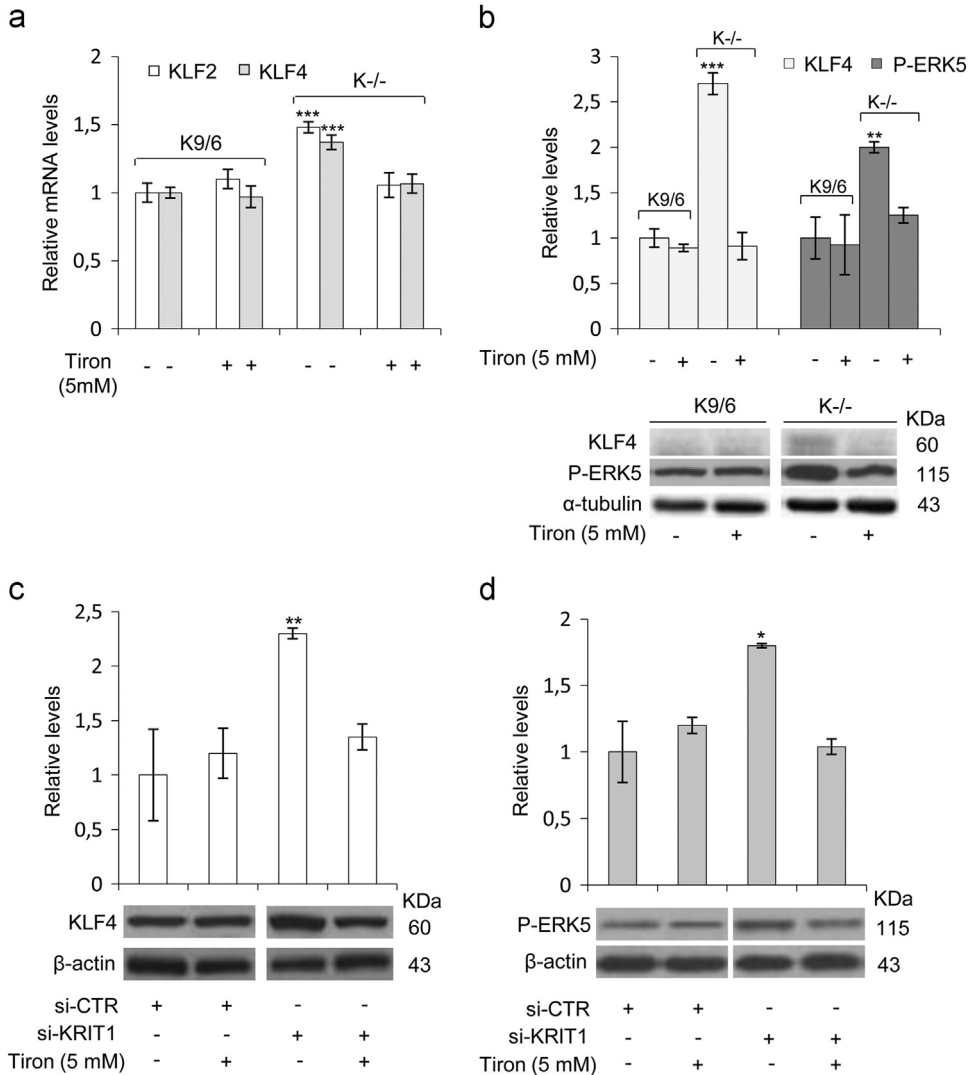 a
2
KLF2 KLF4
K-/-
1,5
*** ***
K9/6
1
0,5
0
Relative mRNA levels
Tiron
(5mM)
- - + + - - + +
b
3
K-/-
KLF4 P-ERK5
***
2,5
K-/-
2
**
1,5
K9/6 K9/6
1
0,5
0
Relative levels
Tiron (5 mM) - + - + - + - +
K9/6 K-/- KDa
KLF4 60
P-ERK5 115
α-tubulin 43
Tiron (5 mM) - + - +
c
2,5
**
2
1,5
1
0,5
0
Relative levels
KDa
KLF4 60
β-actin 43
si-CTR + + - -
si-KRIT1 - - + +
Tiron (5 mM) - + - +
d
2
*
1,5
1
0,5
0
Relative levels
KDa
P-ERK5 115
β-actin 43
si-CTR + + - -
si-KRIT1 - - + +
Tiron (5 mM) - + - +